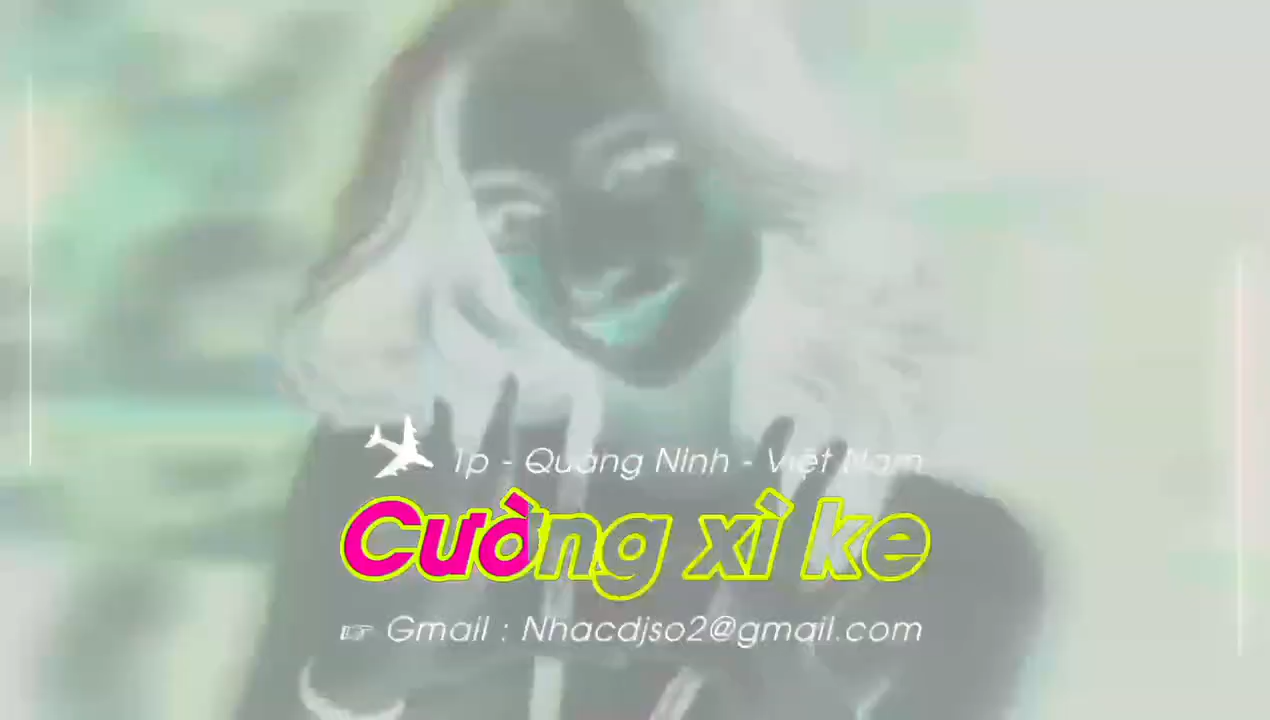 Tp - Quảng Ninh - Việt Nam
Cường xì ke
☞ Gmail : Nhacdjso2@gmail.com